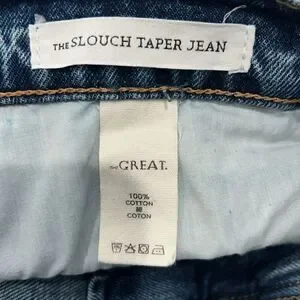 THE SLOUCH TAPER JEAN
THE GREAT.
100%
COTTON
M
COTON